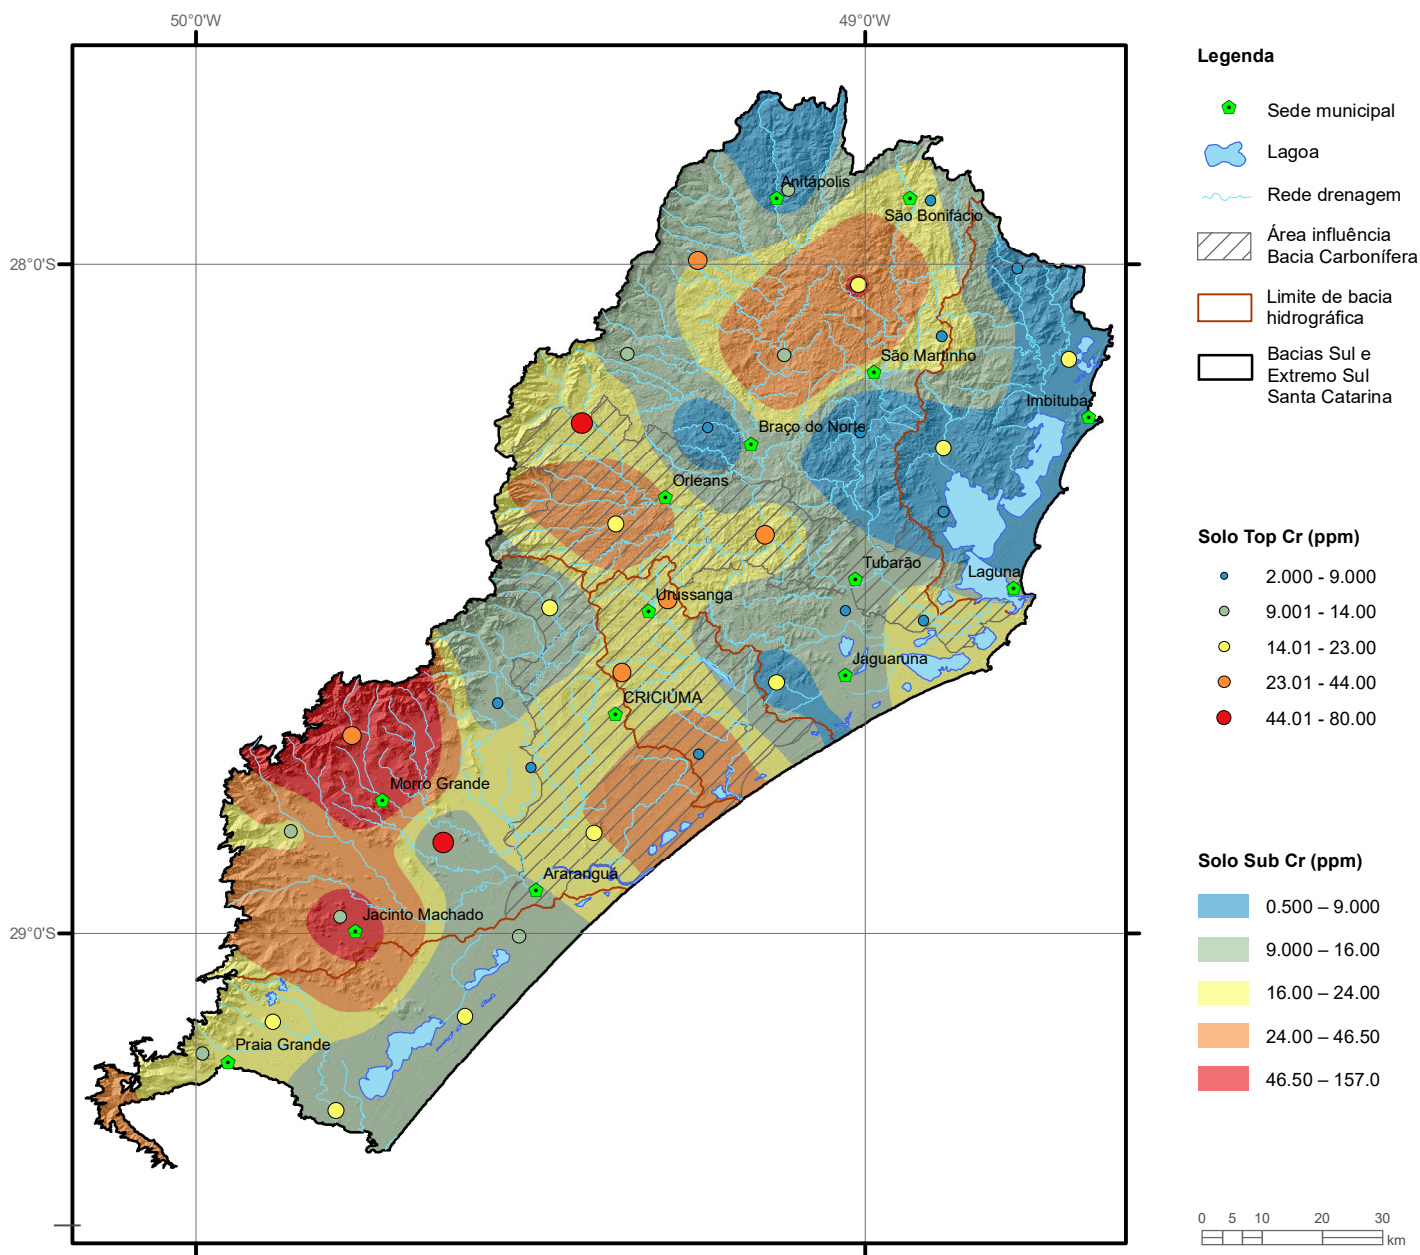 50°0'W
49°0'W
28°0'S
29°0'S
Anitápolis
São Bonifácio
São Martinho
Imbituba
Braço do Norte
Orleans
Tubarão
Laguna
Urussanga
Jaguaruna
CRICIÚMA
Morro Grande
Araranguá
Jacinto Machado
Praia Grande
Legenda
Sede municipal
Lagoa
Rede drenagem
Área influência
Bacia Carbonífera
Limite de bacia
hidrográfica
Bacias Sul e
Extremo Sul
Santa Catarina
Solo Top Cr (ppm)
2.000 - 9.000
9.001 - 14.00
14.01 - 23.00
23.01 - 44.00
44.01 - 80.00
Solo Sub Cr (ppm)
0.500 – 9.000
9.000 – 16.00
16.00 – 24.00
24.00 – 46.50
46.50 – 157.0
0 5 10 20 30
km